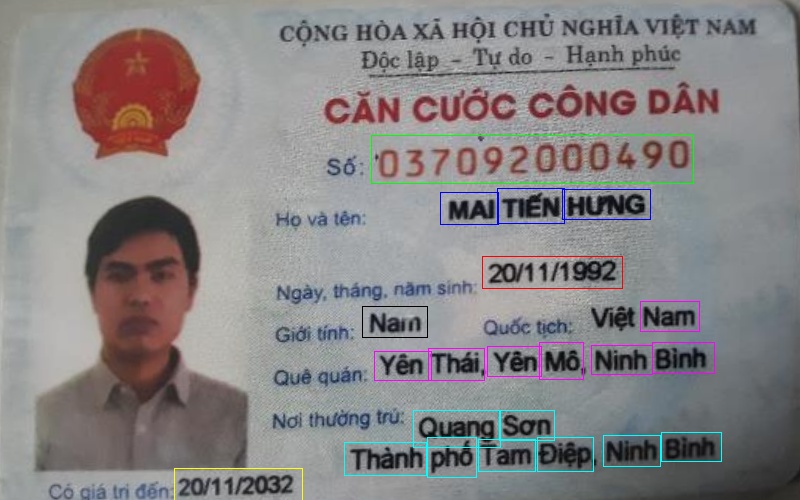 CỘNG HÒA XÃ HỘI CHỦ NGHĨA VIỆT NAM
Độc lập - Tự do - Hạnh phúc
CĂN CƯỚC CÔNG DÂN
Số: 037092000490
Họ và tên: MAI TIẾN HƯNG
Ngày, tháng, năm sinh: 20/11/1992
Giới tính: Nam Quốc tịch: Việt Nam
Quê quán: Yên Thái, Yên Mô, Ninh Bình
Nơi thường trú: Quang Sơn
Thành phố Tam Điệp, Ninh Bình
Có giá trị đến: 20/11/2032